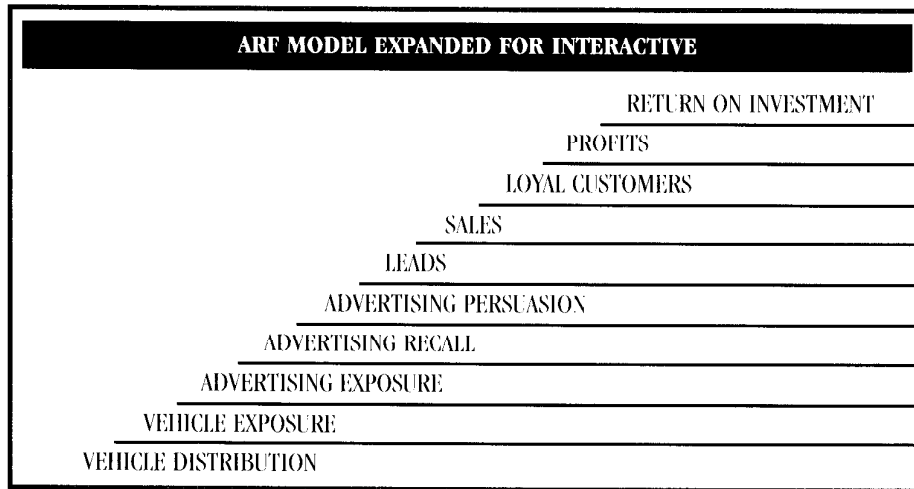 ARF MODEL EXPANDED FOR INTERACTIVE
RETURN ON INVESTMENT
PROFITS
LOYAL CUSTOMERS
SALES
LEADS
ADVERTISING PERSUASION
ADVERTISING RECALL
ADVERTISING EXPOSURE
VEHICLE EXPOSURE
VEHICLE DISTRIBUTION